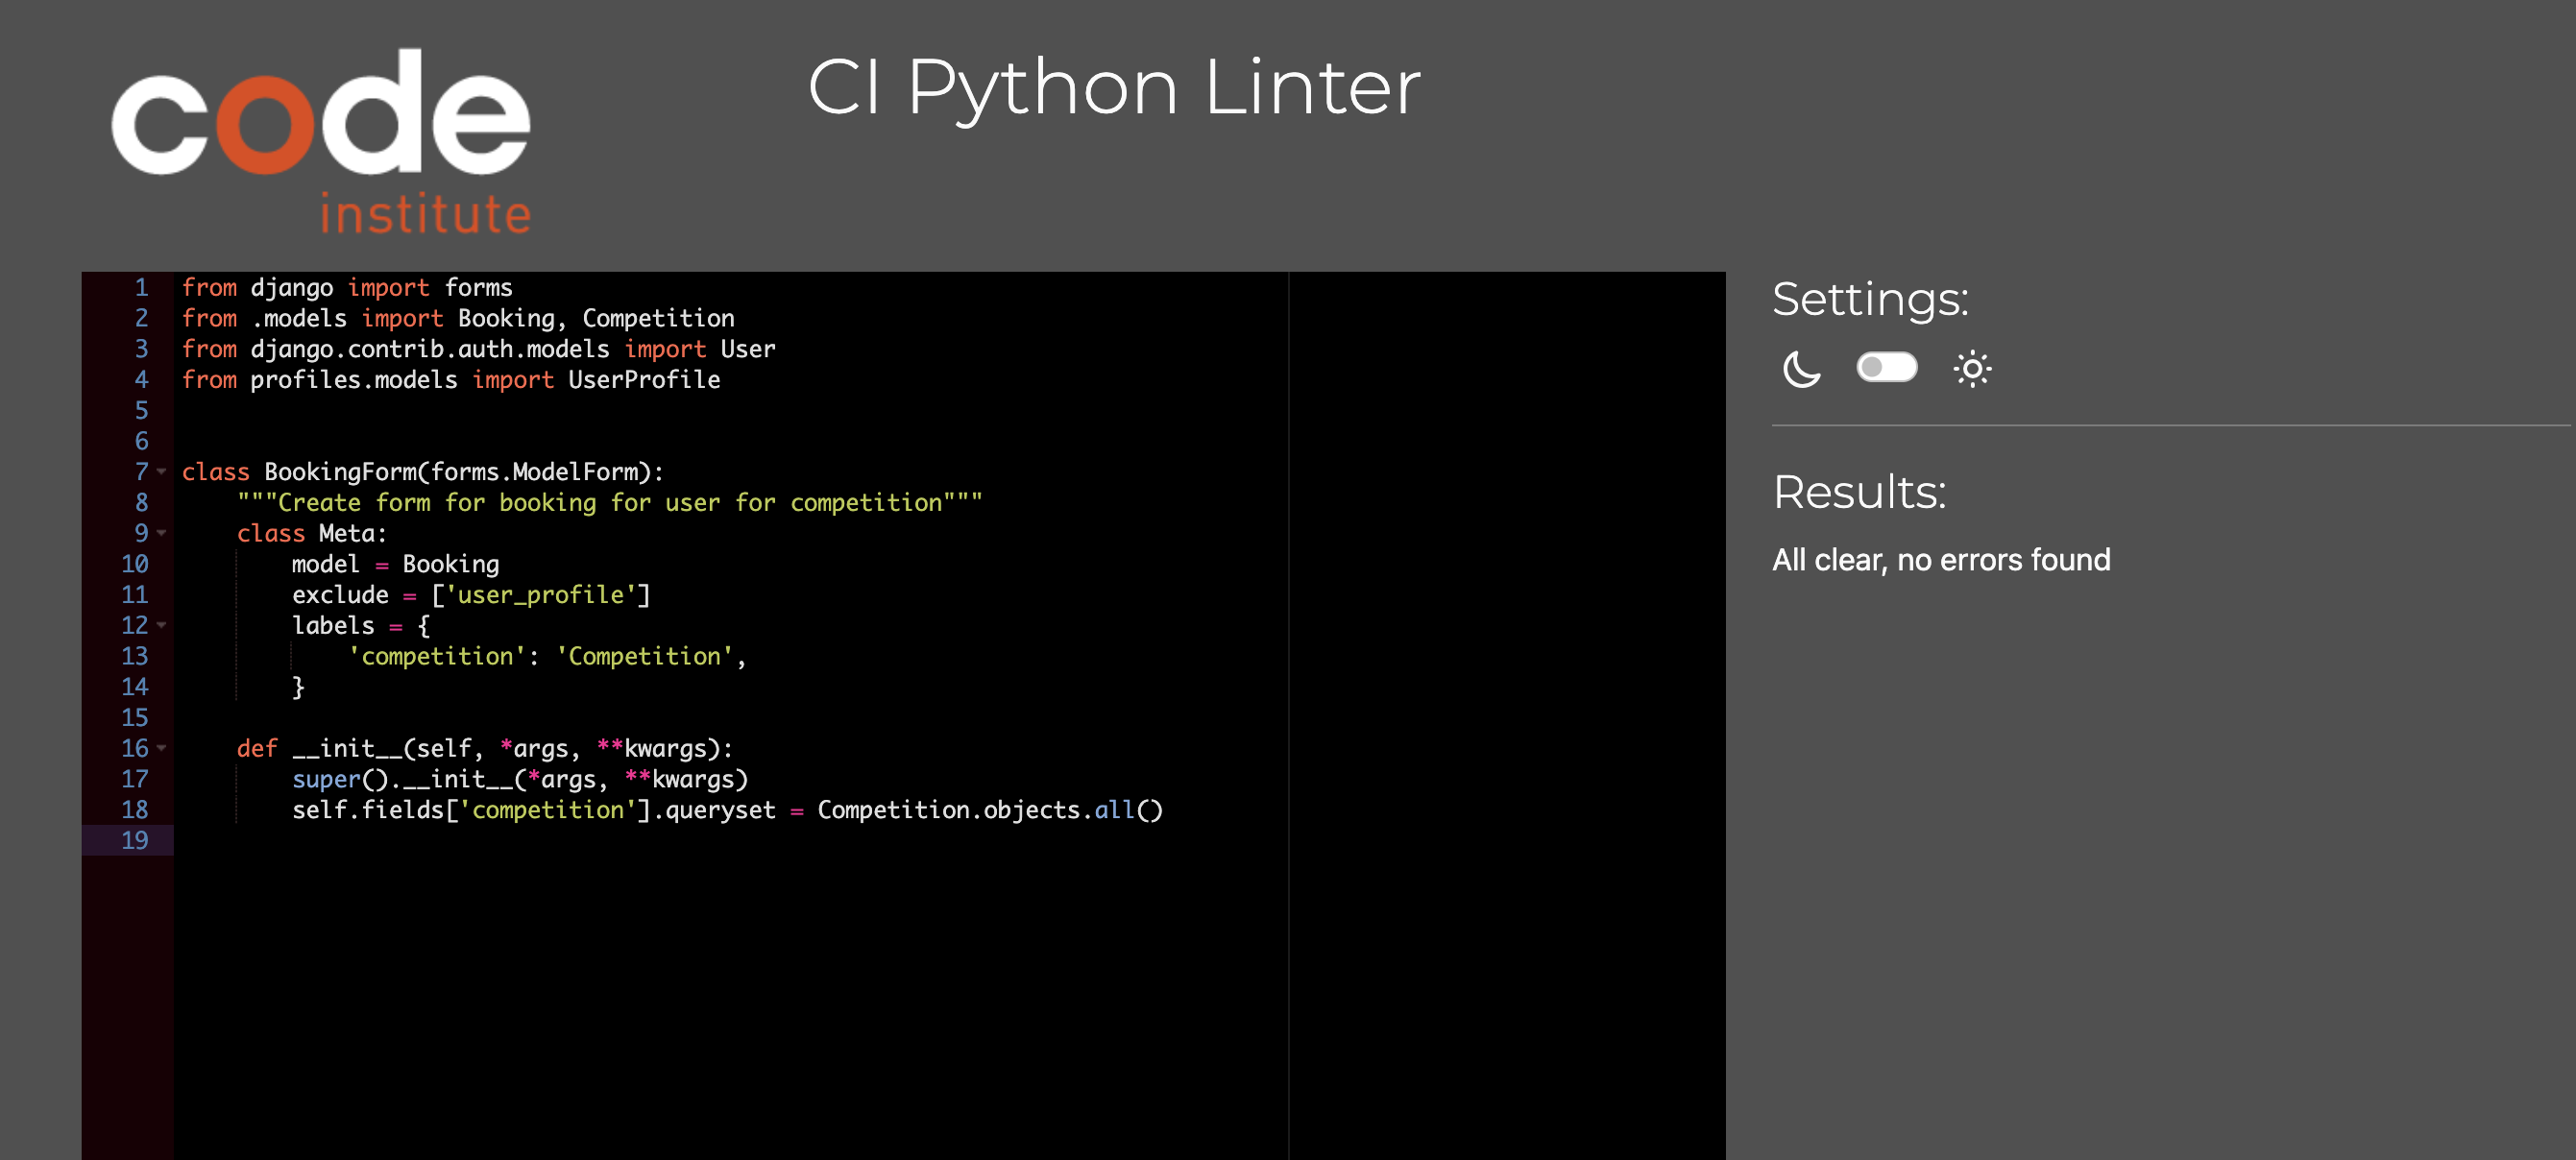 code
institute
CI Python Linter
1 from django import forms
2 from .models import Booking, Competition
3 from django.contrib.auth.models import User
4 from profiles.models import UserProfile
5
6
7 class BookingForm(forms.ModelForm):
8     """Create form for booking for user for competition"""
9     class Meta:
10         model = Booking
11         exclude = ['user_profile']
12         labels = {
13             'competition': 'Competition',
14         }
15
16     def __init__(self, *args, **kwargs):
17         super().__init__(*args, **kwargs)
18         self.fields['competition'].queryset = Competition.objects.all()
19
Settings:
Results:
All clear, no errors found